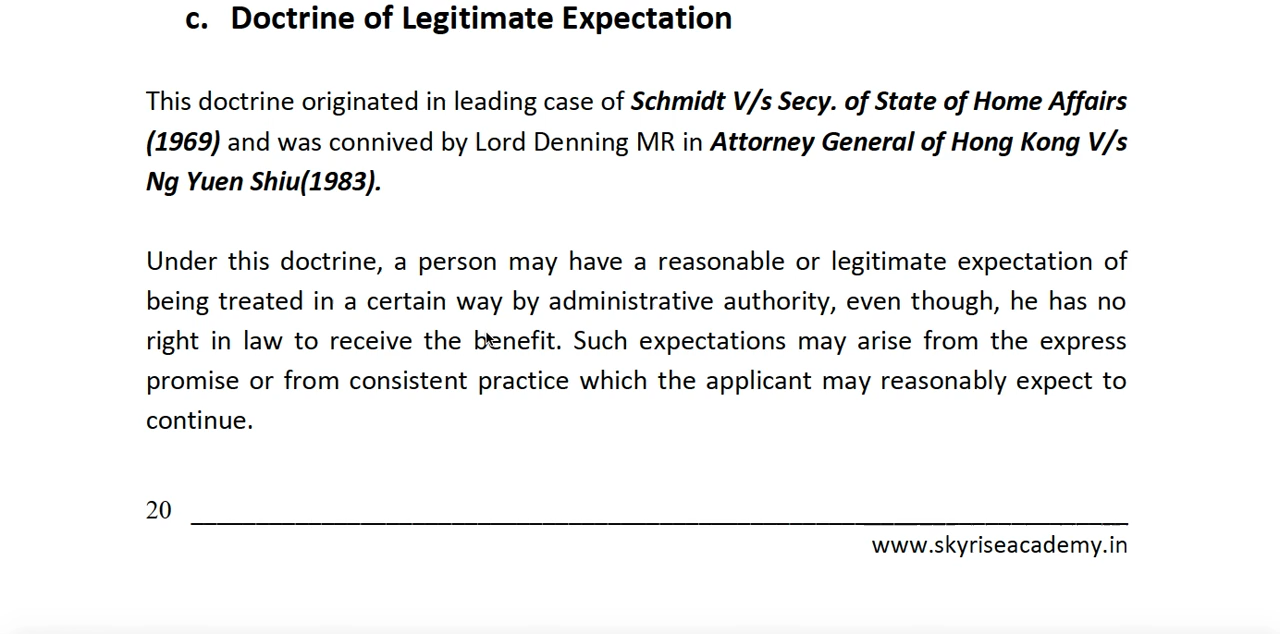 c. Doctrine of Legitimate Expectation
This doctrine originated in leading case of Schmidt V/s Secy. of State of Home Affairs
(1969) and was connived by Lord Denning MR in Attorney General of Hong Kong V/s
Ng Yuen Shiu(1983).
Under this doctrine, a person may have a reasonable or legitimate expectation of
being treated in a certain way by administrative authority, even though, he has no
right in law to receive the benefit. Such expectations may arise from the express
promise or from consistent practice which the applicant may reasonably expect to
continue.
20
www.skyriseacademy.in